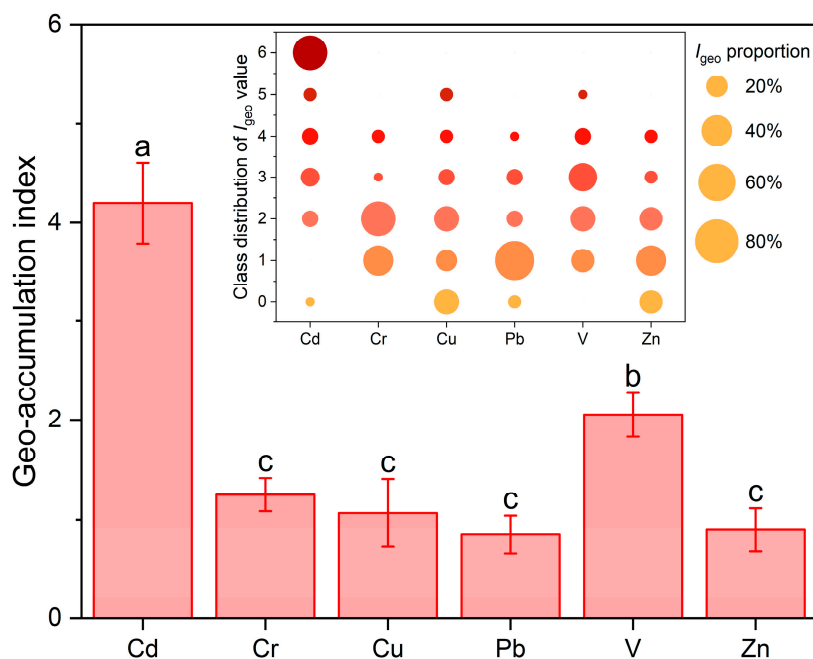 Geo-accumulation index
6
4
2
0
a
c
c
c
b
c
Cd Cr Cu Pb V Zn
Class distribution of Igeo value
6
5
4
3
2
1
0
Cd Cr Cu Pb V Zn
Igeo proportion
20%
40%
60%
80%